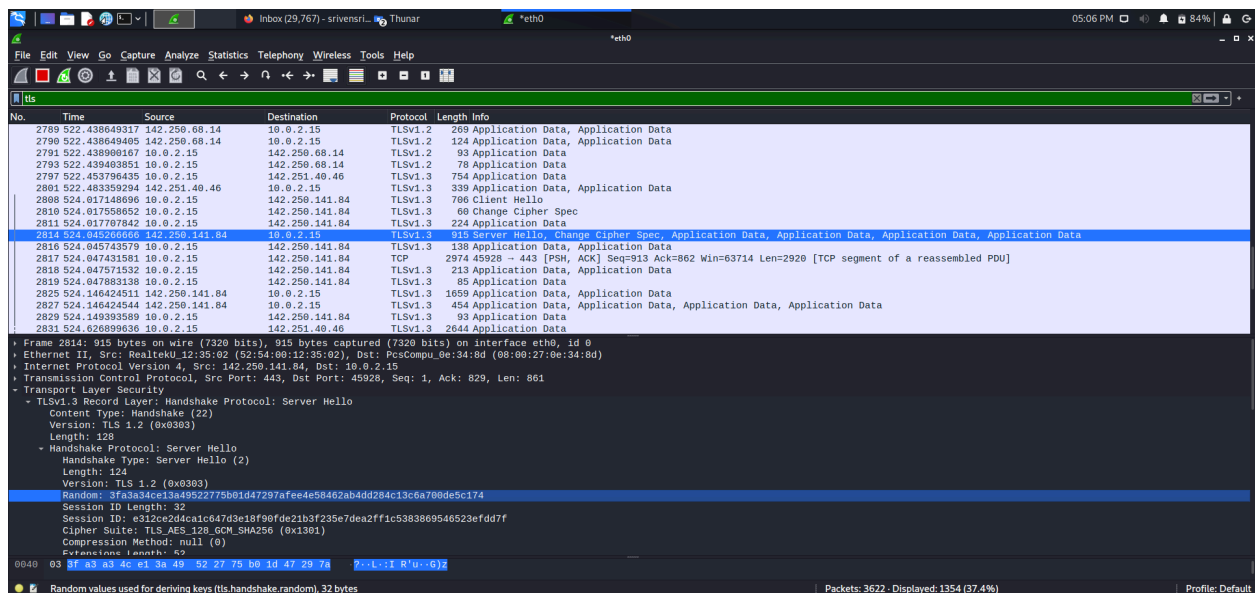 Inbox (29,767) - srivensri... Thunar *eth0 05:06 PM 84%
*eth0
File Edit View Go Capture Analyze Statistics Telephony Wireless Tools Help
tls
No. Time Source Destination Protocol Length Info
2789 522.438649317 142.250.68.14 10.0.2.15 TLSv1.2 269 Application Data, Application Data
2790 522.438649405 142.250.68.14 10.0.2.15 TLSv1.2 124 Application Data, Application Data
2791 522.438900167 10.0.2.15 142.250.68.14 TLSv1.2 93 Application Data
2793 522.439403851 10.0.2.15 142.250.68.14 TLSv1.2 78 Application Data
2797 522.453796435 10.0.2.15 142.251.40.46 TLSv1.3 754 Application Data
2801 522.483359294 142.251.40.46 10.0.2.15 TLSv1.3 339 Application Data, Application Data
2808 524.017148696 10.0.2.15 142.250.141.84 TLSv1.3 706 Client Hello
2810 524.017558652 10.0.2.15 142.250.141.84 TLSv1.3 60 Change Cipher Spec
2811 524.017707842 10.0.2.15 142.250.141.84 TLSv1.3 224 Application Data
2814 524.045266666 142.250.141.84 10.0.2.15 TLSv1.3 915 Server Hello, Change Cipher Spec, Application Data, Application Data, Application Data, Application Data
2816 524.045743579 10.0.2.15 142.250.141.84 TLSv1.3 138 Application Data, Application Data
2817 524.047431581 10.0.2.15 142.250.141.84 TCP 2974 45928 → 443 [PSH, ACK] Seq=913 Ack=862 Win=63714 Len=2920 [TCP segment of a reassembled PDU]
2818 524.047571532 10.0.2.15 142.250.141.84 TLSv1.3 213 Application Data, Application Data
2819 524.047883138 10.0.2.15 142.250.141.84 TLSv1.3 85 Application Data
2825 524.146424511 142.250.141.84 10.0.2.15 TLSv1.3 1659 Application Data, Application Data
2827 524.146424544 142.250.141.84 10.0.2.15 TLSv1.3 454 Application Data, Application Data, Application Data, Application Data
2829 524.149393589 10.0.2.15 142.250.141.84 TLSv1.3 93 Application Data
2831 524.626899636 10.0.2.15 142.251.40.46 TLSv1.3 2644 Application Data
Frame 2814: 915 bytes on wire (7320 bits), 915 bytes captured (7320 bits) on interface eth0, id 0
Ethernet II, Src: RealtekU_12:35:02 (52:54:00:12:35:02), Dst: PcsCompu_0e:34:8d (08:00:27:0e:34:8d)
Internet Protocol Version 4, Src: 142.250.141.84, Dst: 10.0.2.15
Transmission Control Protocol, Src Port: 443, Dst Port: 45928, Seq: 1, Ack: 829, Len: 861
Transport Layer Security
TLSv1.3 Record Layer: Handshake Protocol: Server Hello
Content Type: Handshake (22)
Version: TLS 1.2 (0x0303)
Length: 128
Handshake Protocol: Server Hello
Handshake Type: Server Hello (2)
Length: 124
Version: TLS 1.2 (0x0303)
Random: 3fa3a34ce13a49522775b01d47297afee4e58462ab4dd284c13c6a700de5c174
Session ID Length: 32
Session ID: e312ce2d4ca1c647d3e18f90fde21b3f235e7dea2ff1c5383869546523efdd7f
Cipher Suite: TLS_AES_128_GCM_SHA256 (0x1301)
Compression Method: null (0)
Extensions Length: 52
0040 03 3f a3 a3 4c e1 3a 49 52 27 75 b0 1d 47 29 7a ·?··L·:I R'u··G)z
Random values used for deriving keys (tls.handshake.random), 32 bytes Packets: 3622 · Displayed: 1354 (37.4%) Profile: Default